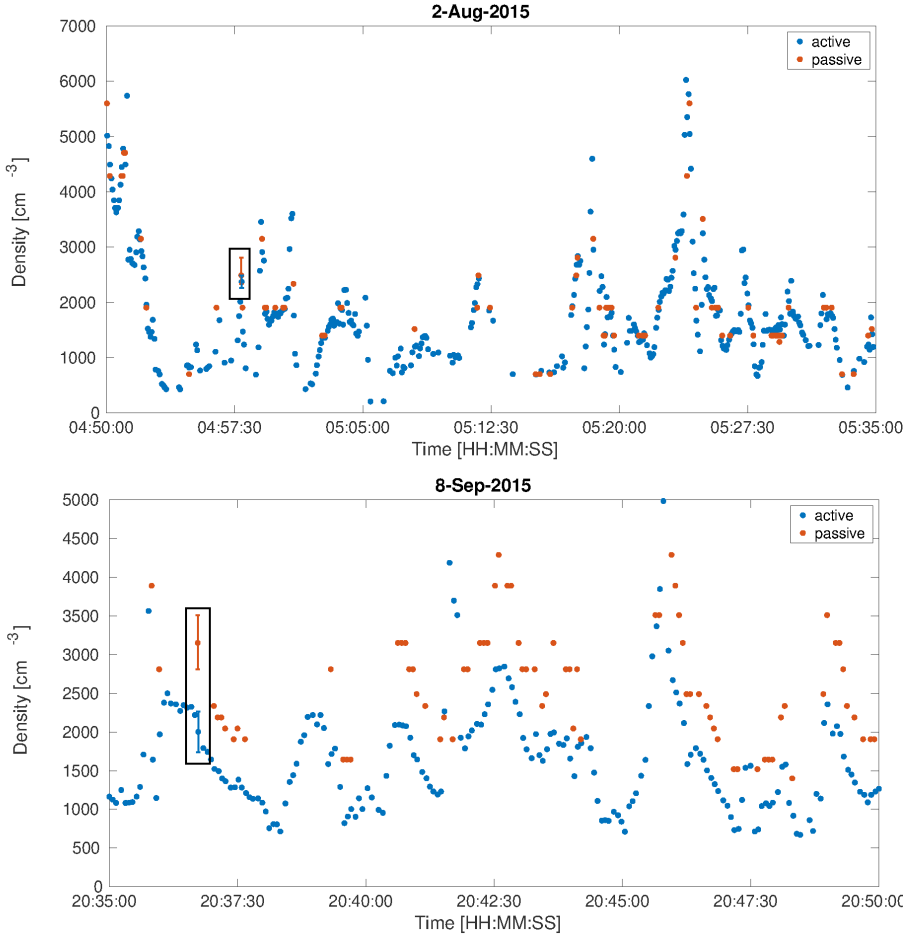 2-Aug-2015
7000
6000
5000
4000
3000
2000
1000
0
Density [cm -3]
active
passive
04:50:00 04:57:30 05:05:00 05:12:30 05:20:00 05:27:30 05:35:00
Time [HH:MM:SS]
8-Sep-2015
5000
4500
4000
3500
3000
2500
2000
1500
1000
500
0
Density [cm -3]
active
passive
20:35:00 20:37:30 20:40:00 20:42:30 20:45:00 20:47:30 20:50:00
Time [HH:MM:SS]